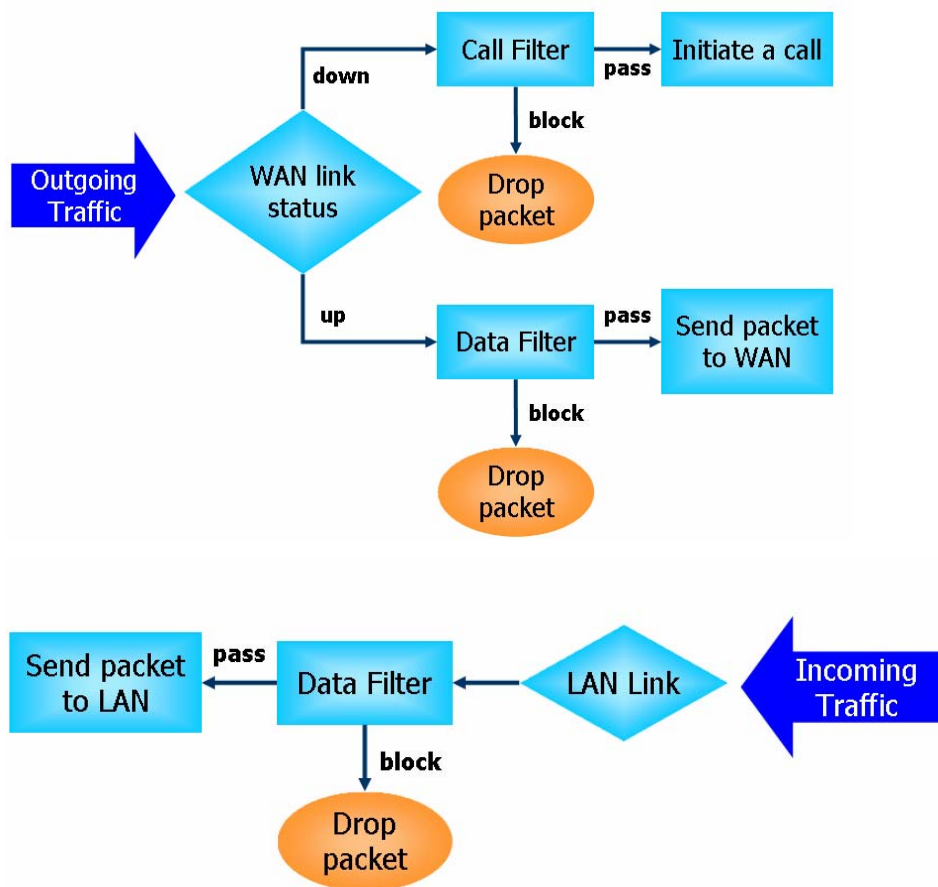 Outgoing
Traffic
WAN link
status
down
Call Filter
pass
Initiate a call
block
Drop
packet
up
Data Filter
pass
Send packet
to WAN
block
Drop
packet
Incoming
Traffic
LAN Link
Data Filter
pass
Send packet
to LAN
block
Drop
packet